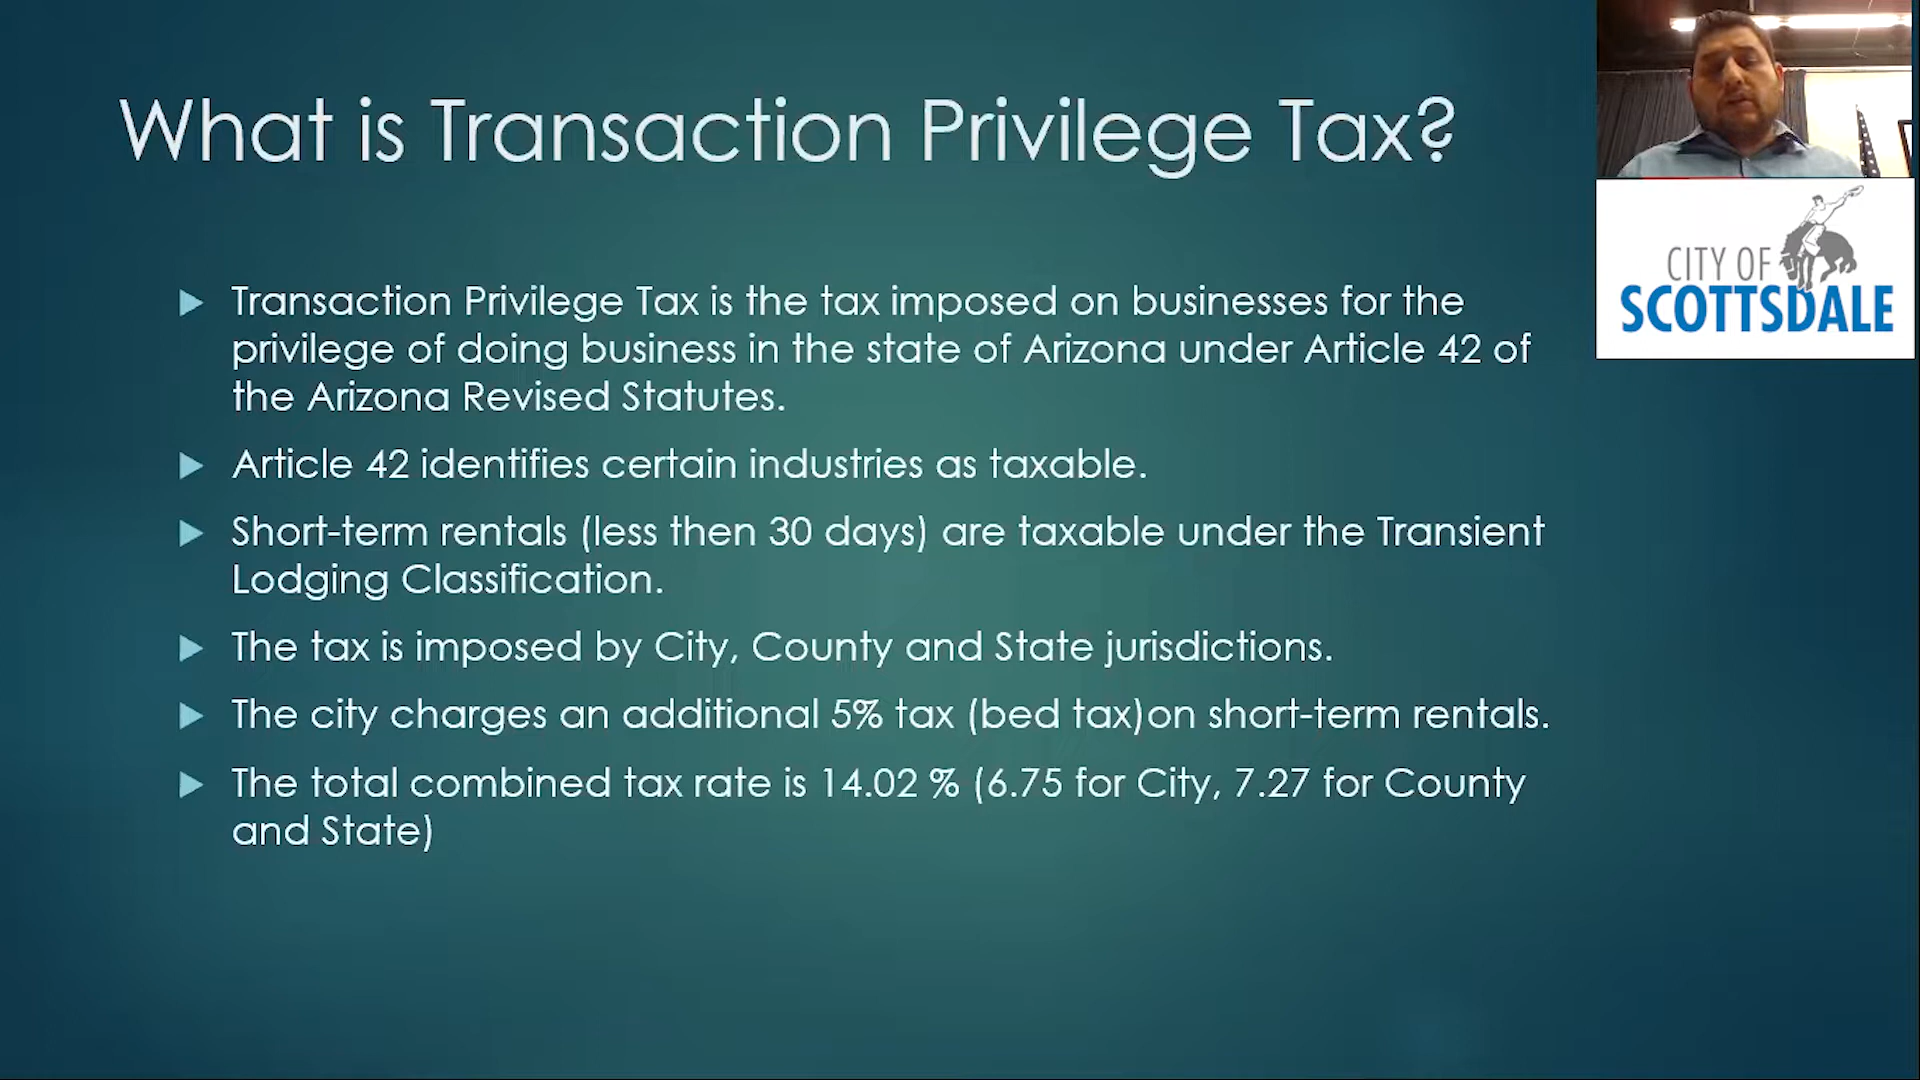 What is Transaction Privilege Tax?
Transaction Privilege Tax is the tax imposed on businesses for the
privilege of doing business in the state of Arizona under Article 42 of
the Arizona Revised Statutes.
Article 42 identifies certain industries as taxable.
Short-term rentals (less then 30 days) are taxable under the Transient
Lodging Classification.
The tax is imposed by City, County and State jurisdictions.
The city charges an additional 5% tax (bed tax)on short-term rentals.
The total combined tax rate is 14.02 % (6.75 for City, 7.27 for County
and State)
CITY OF
SCOTTSDALE